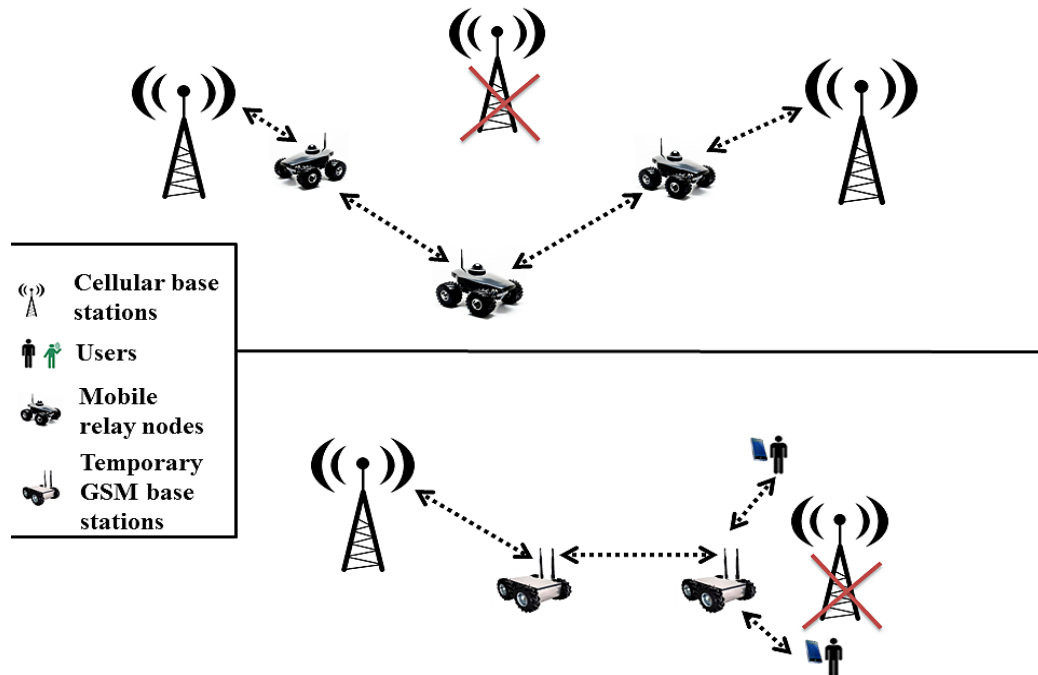 Cellular base
stations
Users
Mobile
relay nodes
Temporary
GSM base
stations